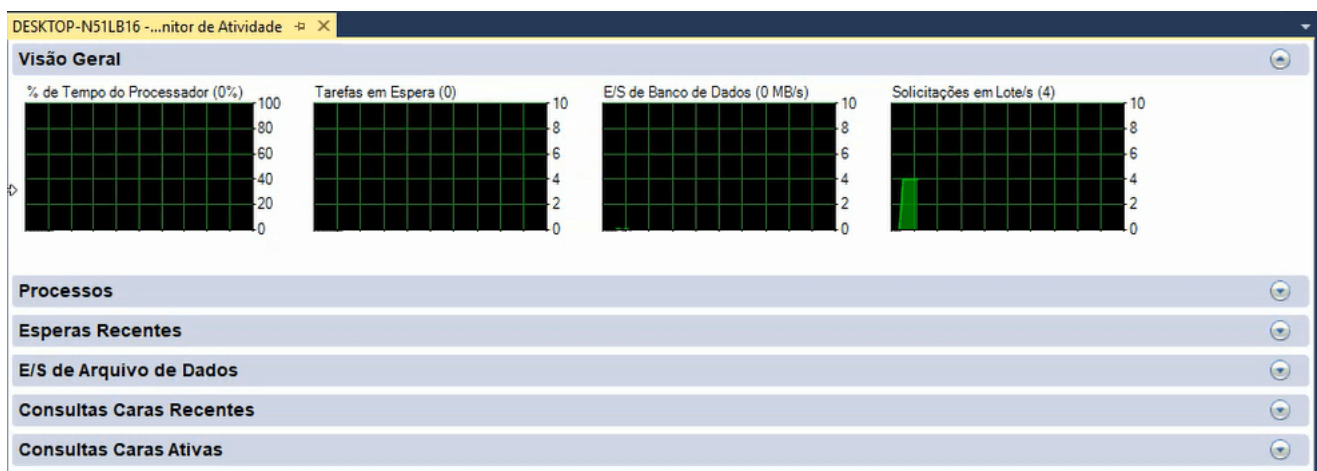 DESKTOP-N51LB16 -...nitor de Atividade
Visão Geral
% de Tempo do Processador (0%)
100
80
60
40
20
0
Tarefas em Espera (0)
10
8
6
4
2
0
E/S de Banco de Dados (0 MB/s)
10
8
6
4
2
0
Solicitações em Lote/s (4)
10
8
6
4
2
0
Processos
Esperas Recentes
E/S de Arquivo de Dados
Consultas Caras Recentes
Consultas Caras Ativas